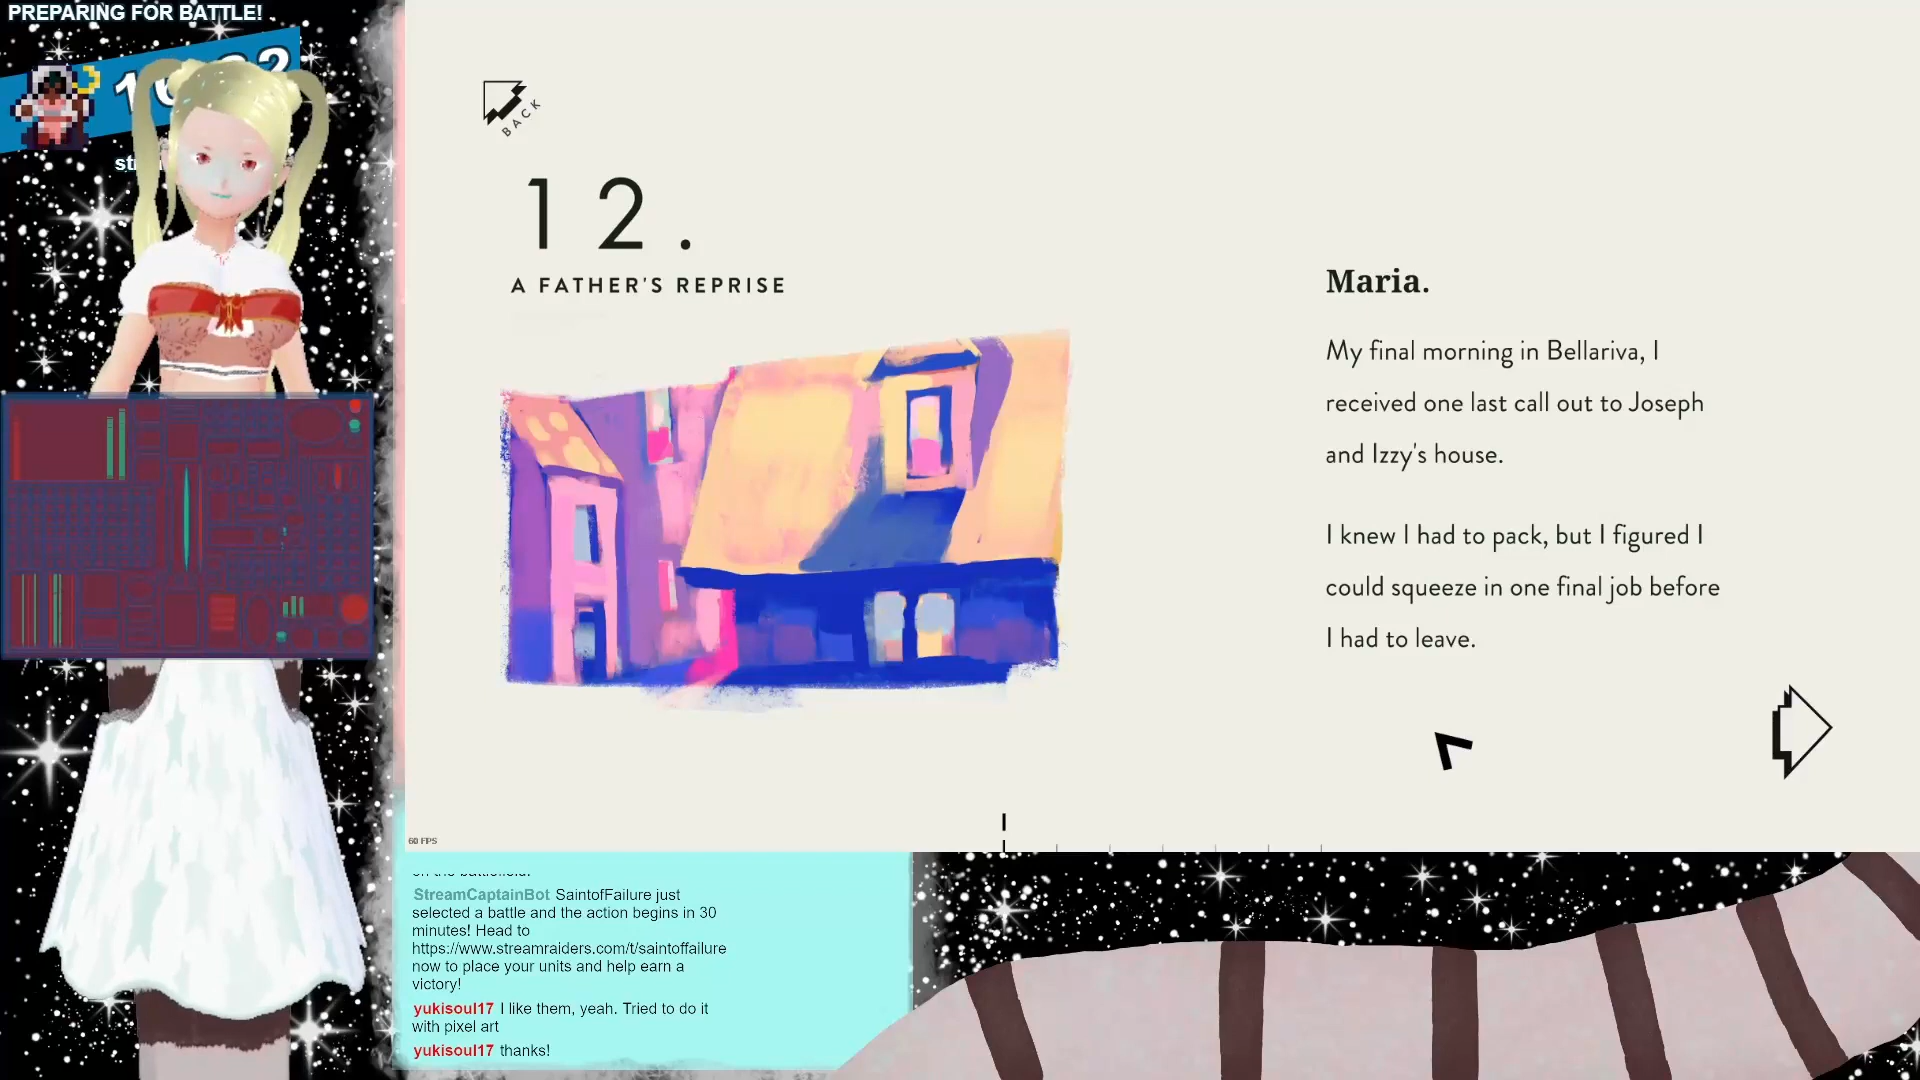 PREPARING FOR BATTLE!
BACK
12.
A FATHER'S REPRISE
Maria.
My final morning in Bellariva, I
received one last call out to Joseph
and Izzy's house.
I knew I had to pack, but I figured I
could squeeze in one final job before
I had to leave.
60 FPS
on the battlefield!
StreamCaptainBot SaintofFailure just
selected a battle and the action begins in 30
minutes! Head to
https://www.streamraiders.com/t/saintoffailure
now to place your units and help earn a
victory!
yukisoul17 I like them, yeah. Tried to do it
with pixel art
yukisoul17 thanks!